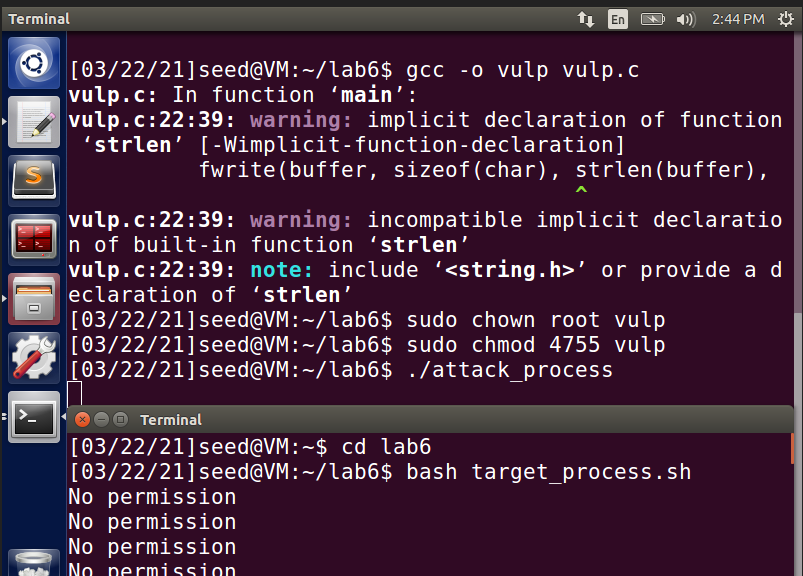 Terminal
En
2:44 PM
[03/22/21]seed@VM:~/lab6$ gcc -o vulp vulp.c
vulp.c: In function ‘main’:
vulp.c:22:39: warning: implicit declaration of function
‘strlen’ [-Wimplicit-function-declaration]
fwrite(buffer, sizeof(char), strlen(buffer),
^
vulp.c:22:39: warning: incompatible implicit declaratio
n of built-in function ‘strlen’
vulp.c:22:39: note: include ‘<string.h>’ or provide a d
eclaration of ‘strlen’
[03/22/21]seed@VM:~/lab6$ sudo chown root vulp
[03/22/21]seed@VM:~/lab6$ sudo chmod 4755 vulp
[03/22/21]seed@VM:~/lab6$ ./attack_process
Terminal
[03/22/21]seed@VM:~$ cd lab6
[03/22/21]seed@VM:~/lab6$ bash target_process.sh
No permission
No permission
No permission
No permission